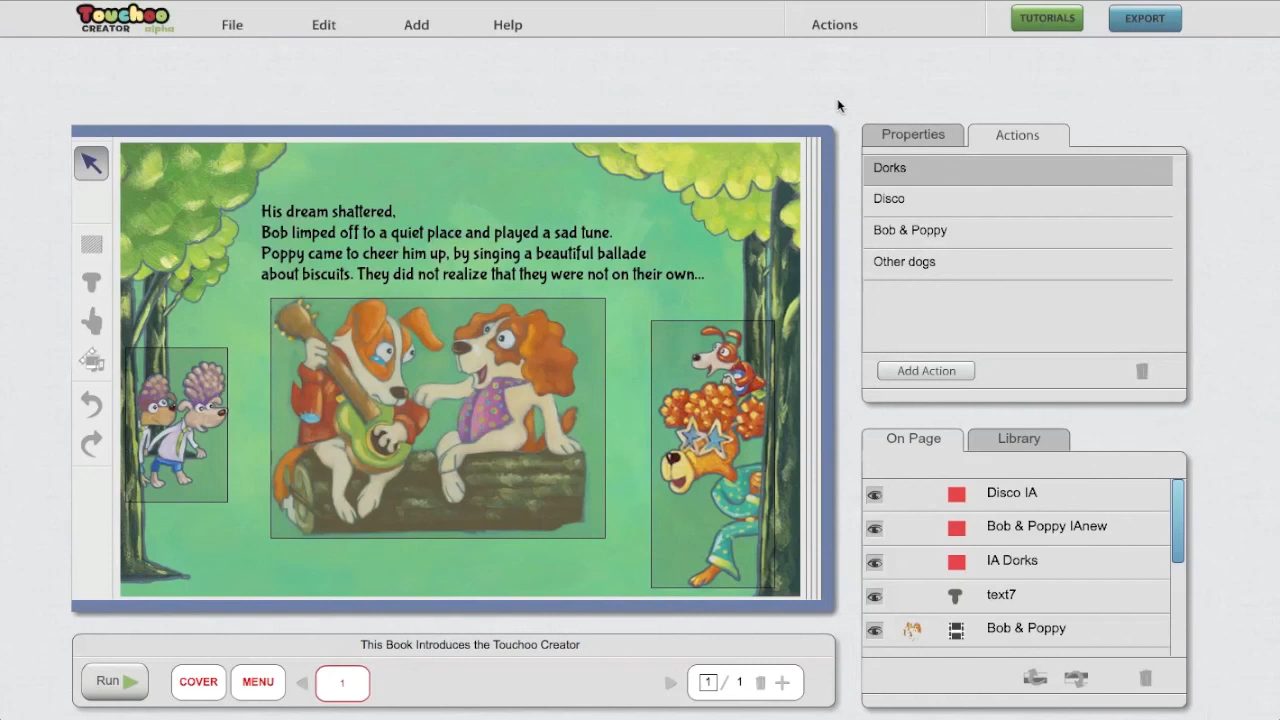 Touchoo
CREATOR alpha
File
Edit
Add
Help
Actions
TUTORIALS
EXPORT
His dream shattered,
Bob limped off to a quiet place and played a sad tune.
Poppy came to cheer him up, by singing a beautiful ballade
about biscuits. They did not realize that they were not on their own...
Properties
Actions
Dorks
Disco
Bob & Poppy
Other dogs
Add Action
On Page
Library
Disco IA
Bob & Poppy IAnew
IA Dorks
text7
Bob & Poppy
This Book Introduces the Touchoo Creator
Run
COVER
MENU
1
1 / 1